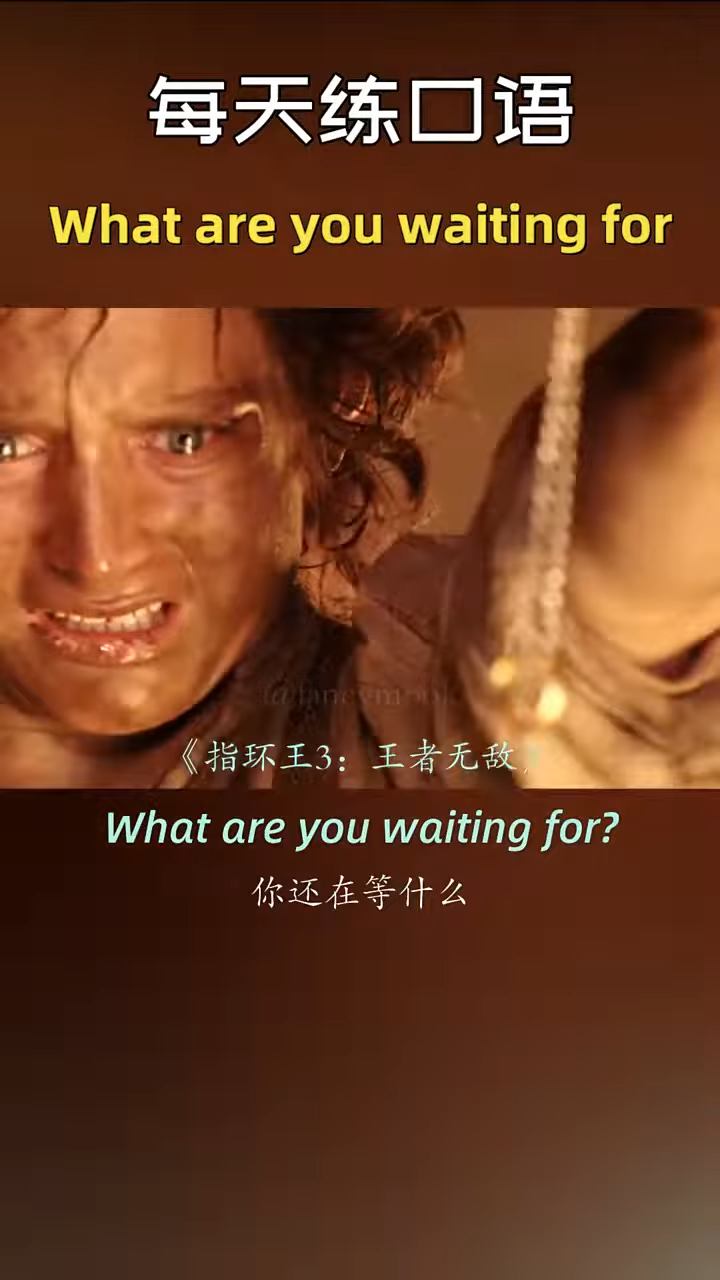 每天练口语
What are you waiting for
《指环王3：王者无敌》
What are you waiting for?
你还在等什么